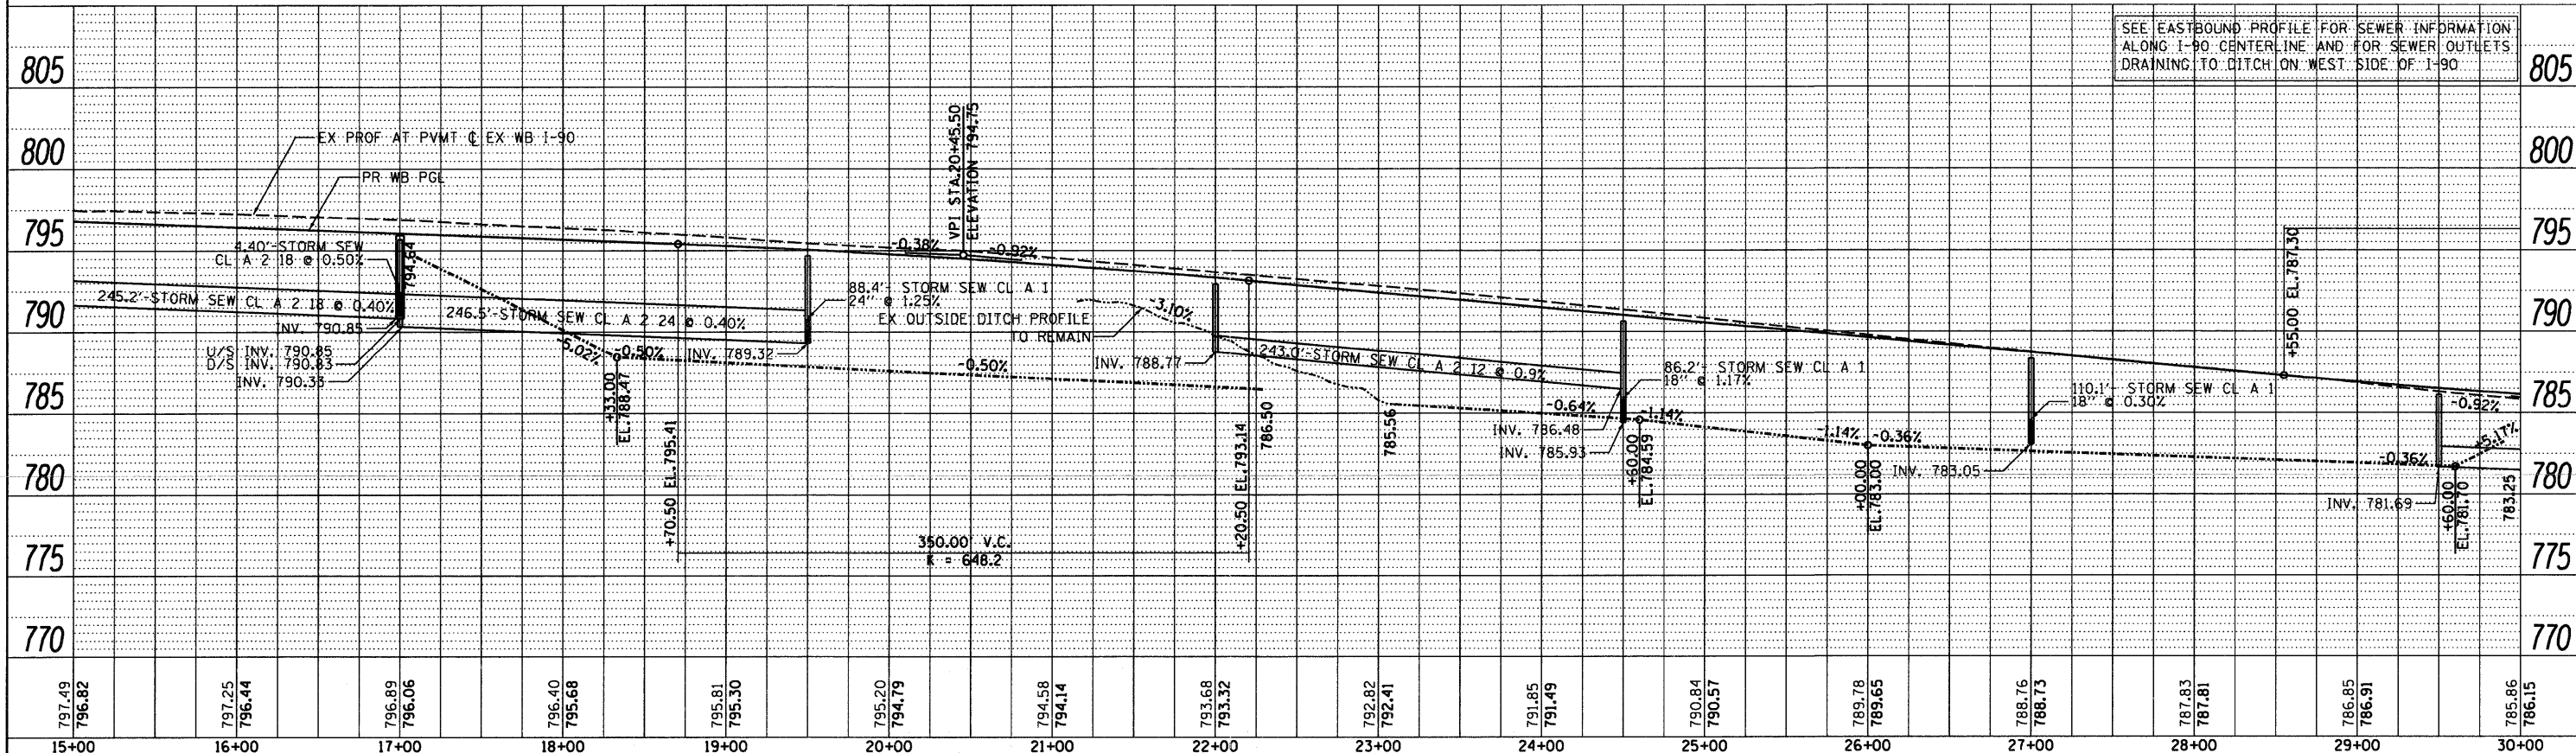 SEE EASTBOUND PROFILE FOR SEWER INFORMATION
ALONG I-90 CENTERLINE AND FOR SEWER OUTLETS
DRAINING TO DITCH ON WEST SIDE OF I-90
805
805
800
800
795
795
790
790
785
785
780
780
775
775
770
770
EX PROF AT PVMT ℄ EX WB I-90
PR WB PGL
4.40'-STORM SEW
CL A 2 18 @ 0.50%
794.64
245.2'-STORM SEW CL A 2 18 @ 0.40%
INV. 790.85
U/S INV. 790.85
D/S INV. 790.83
INV. 790.33
246.5'-STORM SEW CL A 2 24 @ 0.40%
-5.02%
-0.50%
+33.00
EL.788.47
INV. 789.32
+70.50 EL.795.41
88.4'- STORM SEW CL A 1
24" @ 1.25%
-0.38%
VPI STA.20+45.50
ELEVATION 794.75
-0.92%
EX OUTSIDE DITCH PROFILE
TO REMAIN
-0.50%
350.00' V.C.
K = 648.2
-3.10%
INV. 788.77
+20.50 EL.793.14
786.50
243.0'-STORM SEW CL A 2 12 @ 0.9%
785.56
-0.64%
INV. 786.48
INV. 785.93
86.2'- STORM SEW CL A 1
18" @ 1.17%
-1.14%
+60.00
EL.784.59
-1.14%
-0.36%
+00.00
EL.783.00
110.1'- STORM SEW CL A 1
18" @ 0.30%
INV. 783.05
+55.00 EL.787.30
-0.92%
+5.17%
-0.36%
INV. 781.69
+60.00
EL.781.70
783.25
797.49
796.82
797.25
796.44
796.89
796.06
796.40
795.68
795.81
795.30
795.20
794.79
794.58
794.14
793.68
793.32
792.82
792.41
791.85
791.49
790.84
790.57
789.78
789.65
788.76
788.73
787.83
787.81
786.85
786.91
785.86
786.15
15+00
16+00
17+00
18+00
19+00
20+00
21+00
22+00
23+00
24+00
25+00
26+00
27+00
28+00
29+00
30+00